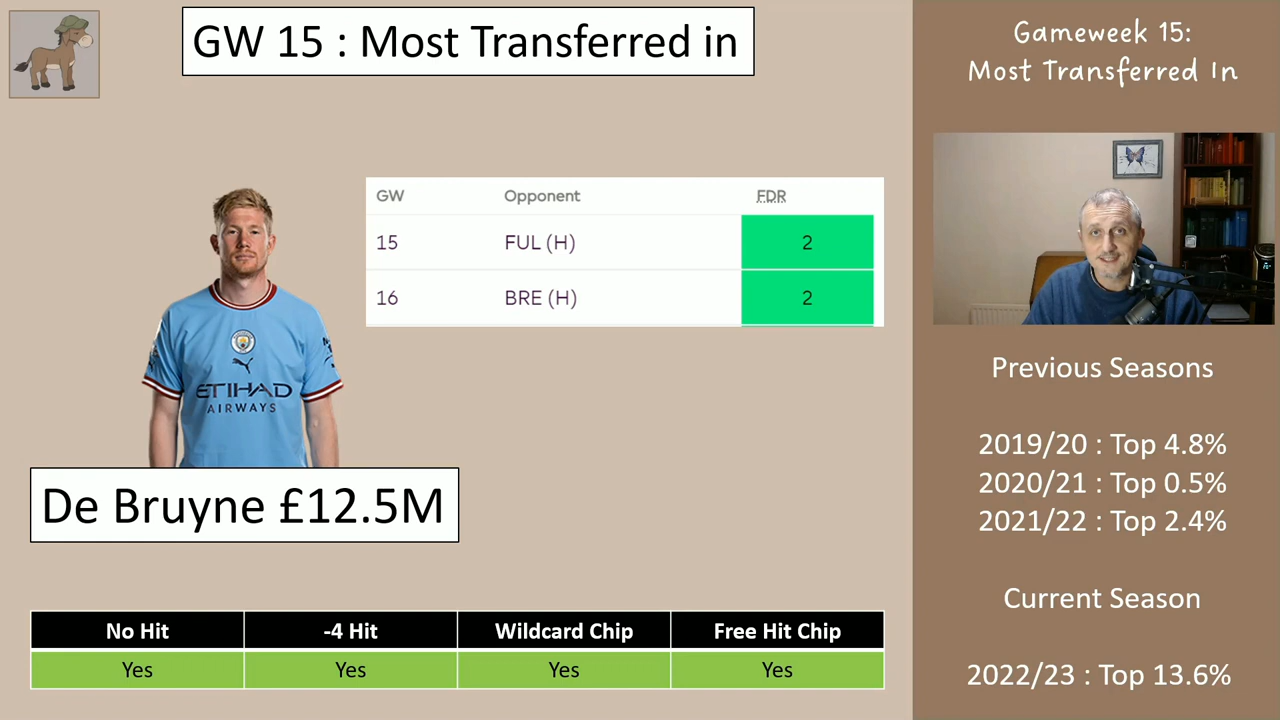 GW 15 : Most Transferred in
GW Opponent FDR
15 FUL (H) 2
16 BRE (H) 2
ETIHAD
AIRWAYS
De Bruyne £12.5M
No Hit -4 Hit Wildcard Chip Free Hit Chip
Yes Yes Yes Yes
Gameweek 15:
Most Transferred In
Previous Seasons
2019/20 : Top 4.8%
2020/21 : Top 0.5%
2021/22 : Top 2.4%
Current Season
2022/23 : Top 13.6%